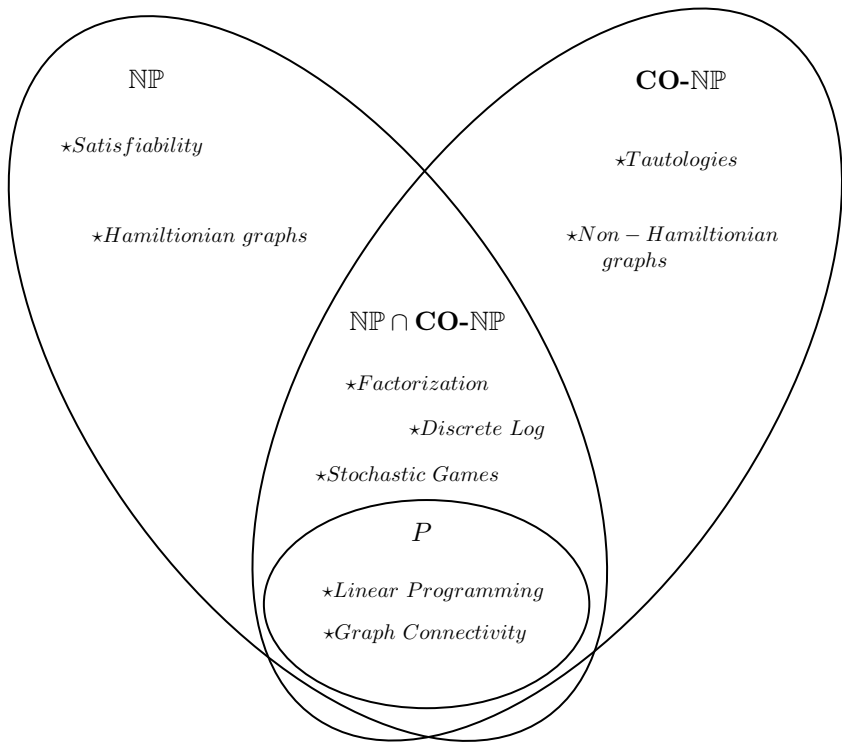 ℕℙ
CO-ℕℙ
⋆Satisfiability
⋆Tautologies
⋆Hamiltionian graphs
⋆Non − Hamiltionian
graphs
ℕℙ ∩ CO-ℕℙ
⋆Factorization
⋆Discrete Log
⋆Stochastic Games
P
⋆Linear Programming
⋆Graph Connectivity